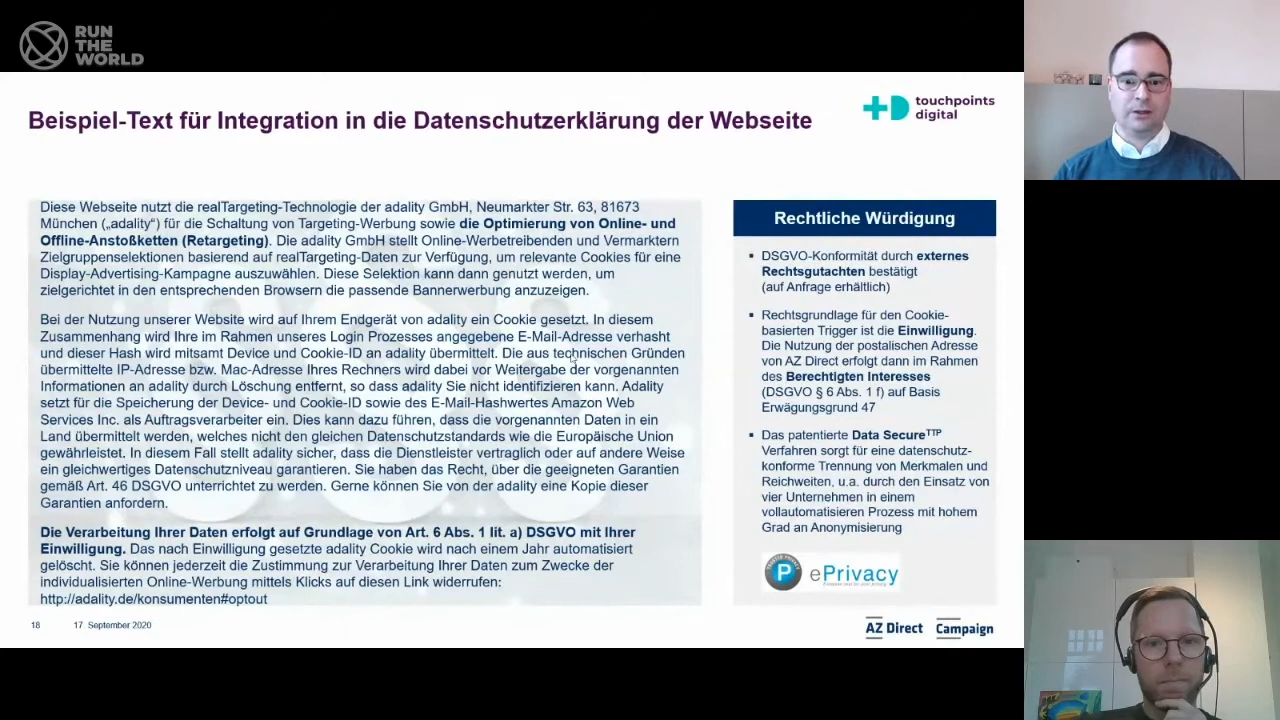 RUN
THE
WORLD
Beispiel-Text für Integration in die Datenschutzerklärung der Webseite
touchpoints
digital
Diese Webseite nutzt die realTargeting-Technologie der adality GmbH, Neumarkter Str. 63, 81673
München („adality“) für die Schaltung von Targeting-Werbung sowie die Optimierung von Online- und
Offline-Anstoßketten (Retargeting). Die adality GmbH stellt Online-Werbetreibenden und Vermarktern
Zielgruppenselektionen basierend auf realTargeting-Daten zur Verfügung, um relevante Cookies für eine
Display-Advertising-Kampagne auszuwählen. Diese Selektion kann dann genutzt werden, um
zielgerichtet in den entsprechenden Browsern die passende Bannerwerbung anzuzeigen.
Bei der Nutzung unserer Website wird auf Ihrem Endgerät von adality ein Cookie gesetzt. In diesem
Zusammenhang wird Ihre im Rahmen unseres Login Prozesses angegebene E-Mail-Adresse verhasht
und dieser Hash wird mitsamt Device und Cookie-ID an adality übermittelt. Die aus technischen Gründen
übermittelte IP-Adresse bzw. Mac-Adresse Ihres Rechners wird dabei vor Weitergabe der vorgenannten
Informationen an adality durch Löschung entfernt, so dass adality Sie nicht identifizieren kann. Adality
setzt für die Speicherung der Device- und Cookie-ID sowie des E-Mail-Hashwertes Amazon Web
Services Inc. als Auftragsverarbeiter ein. Dies kann dazu führen, dass die vorgenannten Daten in ein
Land übermittelt werden, welches nicht den gleichen Datenschutzstandards wie die Europäische Union
gewährleistet. In diesem Fall stellt adality sicher, dass die Dienstleister vertraglich oder auf andere Weise
ein gleichwertiges Datenschutzniveau garantieren. Sie haben das Recht, über die geeigneten Garantien
gemäß Art. 46 DSGVO unterrichtet zu werden. Gerne können Sie von der adality eine Kopie dieser
Garantien anfordern.
Die Verarbeitung Ihrer Daten erfolgt auf Grundlage von Art. 6 Abs. 1 lit. a) DSGVO mit Ihrer
Einwilligung. Das nach Einwilligung gesetzte adality Cookie wird nach einem Jahr automatisiert
gelöscht. Sie können jederzeit die Zustimmung zur Verarbeitung Ihrer Daten zum Zwecke der
individualisierten Online-Werbung mittels Klicks auf diesen Link widerrufen:
http://adality.de/konsumenten#optout
Rechtliche Würdigung
▪ DSGVO-Konformität durch externes
Rechtsgutachten bestätigt
(auf Anfrage erhältlich)
▪ Rechtsgrundlage für den Cookie-
basierten Trigger ist die Einwilligung.
Die Nutzung der postalischen Adresse
von AZ Direct erfolgt dann im Rahmen
des Berechtigten Interesses
(DSGVO § 6 Abs. 1 f) auf Basis
Erwägungsgrund 47
▪ Das patentierte Data SecureTTP
Verfahren sorgt für eine datenschutz-
konforme Trennung von Merkmalen und
Reichweiten, u.a. durch den Einsatz von
vier Unternehmen in einem
vollautomatisieren Prozess mit hohem
Grad an Anonymisierung
P ePrivacy
18 17 September 2020
AZ Direct Campaign